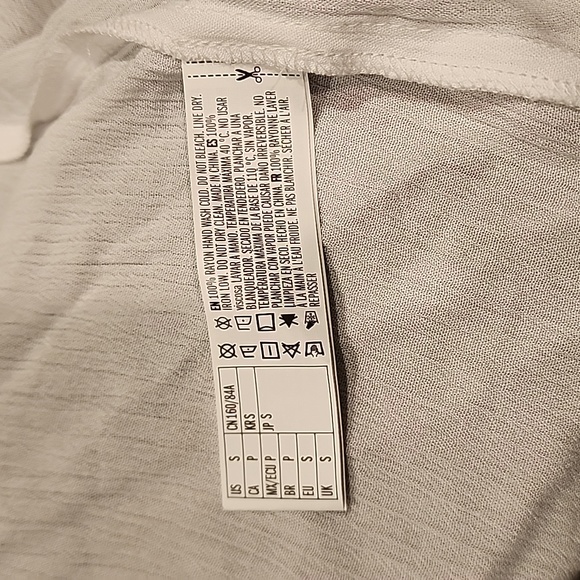 EN 100% RAYON HAND WASH COLD. DO NOT BLEACH. LINE DRY.
IRON LOW. DO NOT DRY CLEAN. MADE IN CHINA. ES 100%
viscosa LAVAR A MANO. TEMPERATURA MAXIMA 40° C. NO USAR
BLANQUEADOR. SECADO EN TENDEDERO. PLANCHAR A UNA
TEMPERATURA MAXIMA DE LA BASE DE 110 °C, SIN VAPOR.
PLANCHAR CON VAPOR PUEDE CAUSAR DANO IRREVERSIBLE. NO
LIMPIEZA EN SECO. HECHO EN CHINA. FR 100% RAYONNE LAVER
À LA MAIN À L'EAU FROIDE. NE PAS BLANCHIR. SÉCHER À L'AIR.
REPASSER
US S CN 160/84A
CA P KR S
MX/ECU P JP S
BR P
EU S
UK S